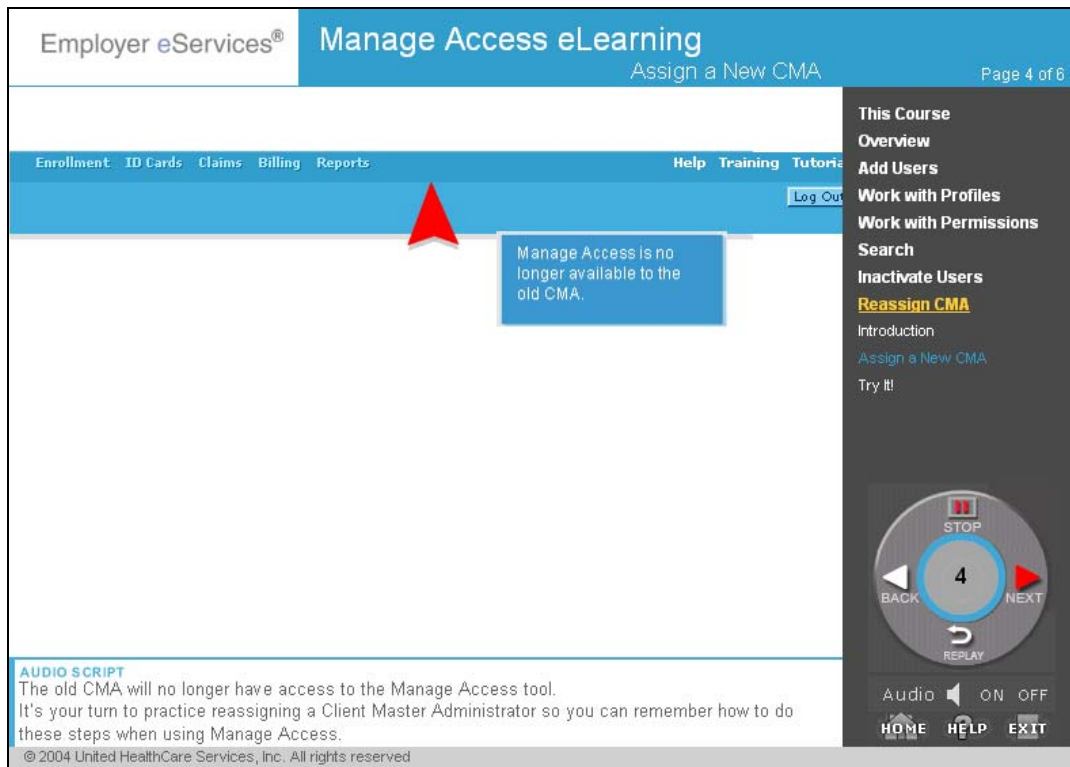 Employer eServices®
Manage Access eLearning
Assign a New CMA
Page 4 of 6
Enrollment ID Cards Claims Billing Reports
Help Training Tutoria
Log Out
Manage Access is no
longer available to the
old CMA.
This Course
Overview
Add Users
Work with Profiles
Work with Permissions
Search
Inactivate Users
Reassign CMA
Introduction
Assign a New CMA
Try It!
STOP
BACK
4
NEXT
REPLAY
Audio ON OFF
HOME HELP EXIT
AUDIO SCRIPT
The old CMA will no longer have access to the Manage Access tool.
It's your turn to practice reassigning a Client Master Administrator so you can remember how to do
these steps when using Manage Access.
© 2004 United HealthCare Services, Inc. All rights reserved